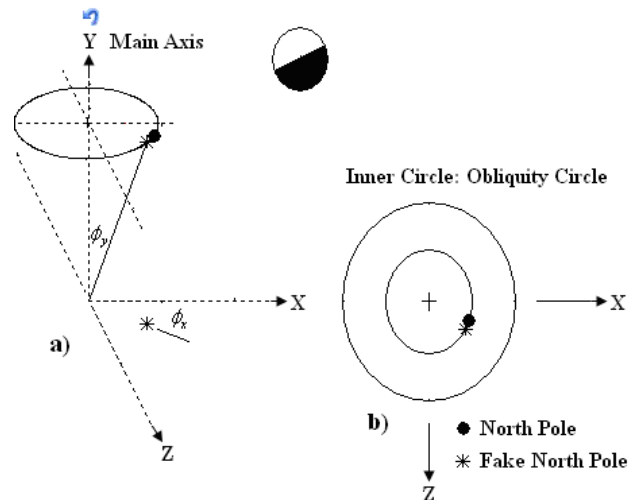 Y Main Axis
ϕy
X
ϕx
a)
Z
Inner Circle: Obliquity Circle
X
b)
North Pole
Fake North Pole
Z